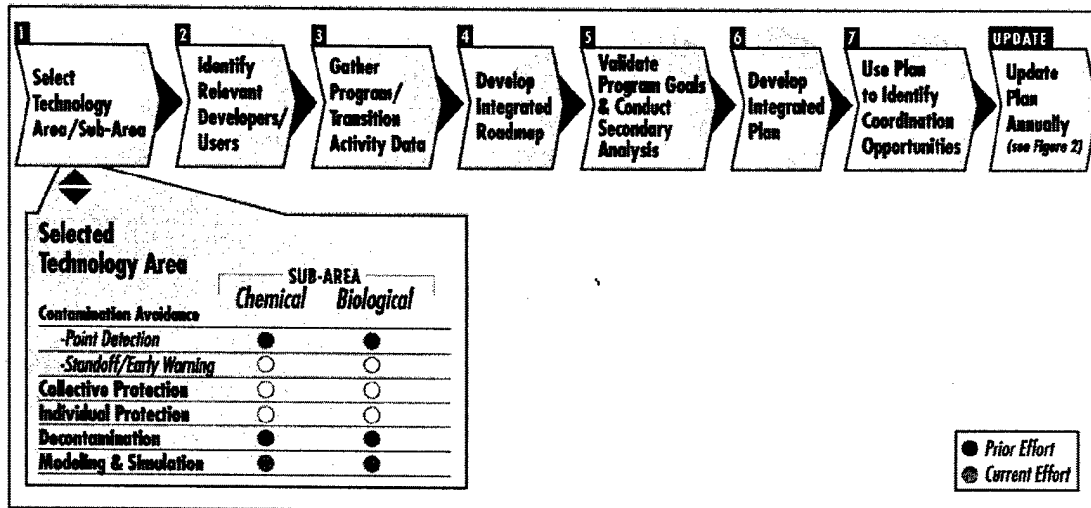 1
Select
Technology
Area/Sub-Area
2
Identify
Relevant
Developers/
Users
3
Gather
Program/
Transition
Activity Data
4
Develop
Integrated
Roadmap
5
Validate
Program Goals
& Conduct
Secondary
Analysis
6
Develop
Integrated
Plan
7
Use Plan
to Identify
Coordination
Opportunities
UPDATE
Update
Plan
Annually
(see Figure 2)
Selected
Technology Area
SUB-AREA
Chemical Biological
Contamination Avoidance
-Point Detection
-Standoff/Early Warning
Collective Protection
Individual Protection
Decontamination
Modeling & Simulation
Prior Effort
Current Effort